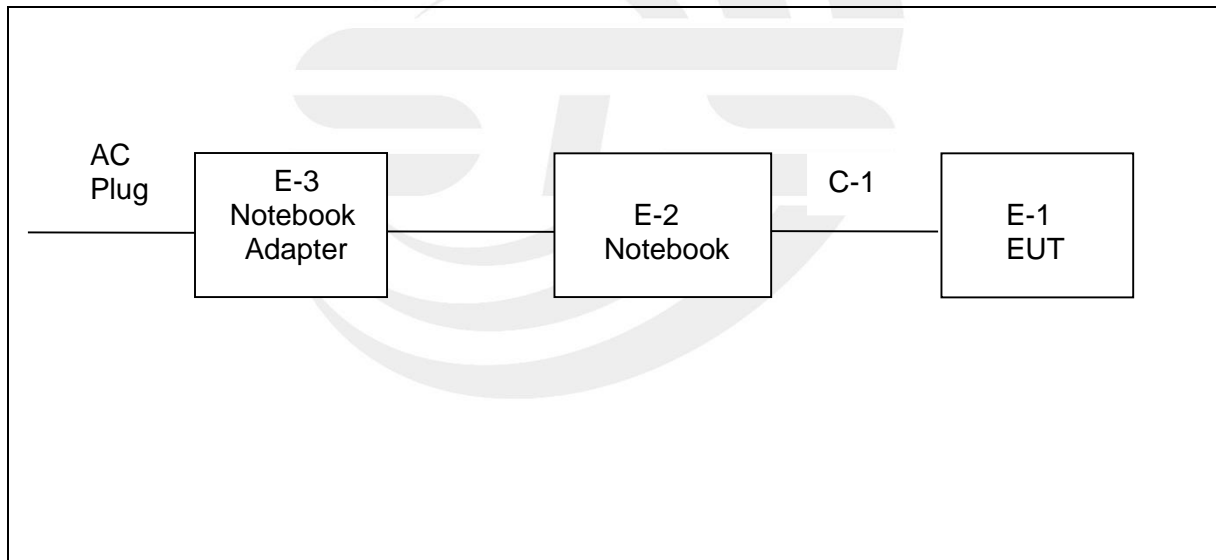 AC
Plug
E-3
Notebook
Adapter
E-2
Notebook
C-1
E-1
EUT